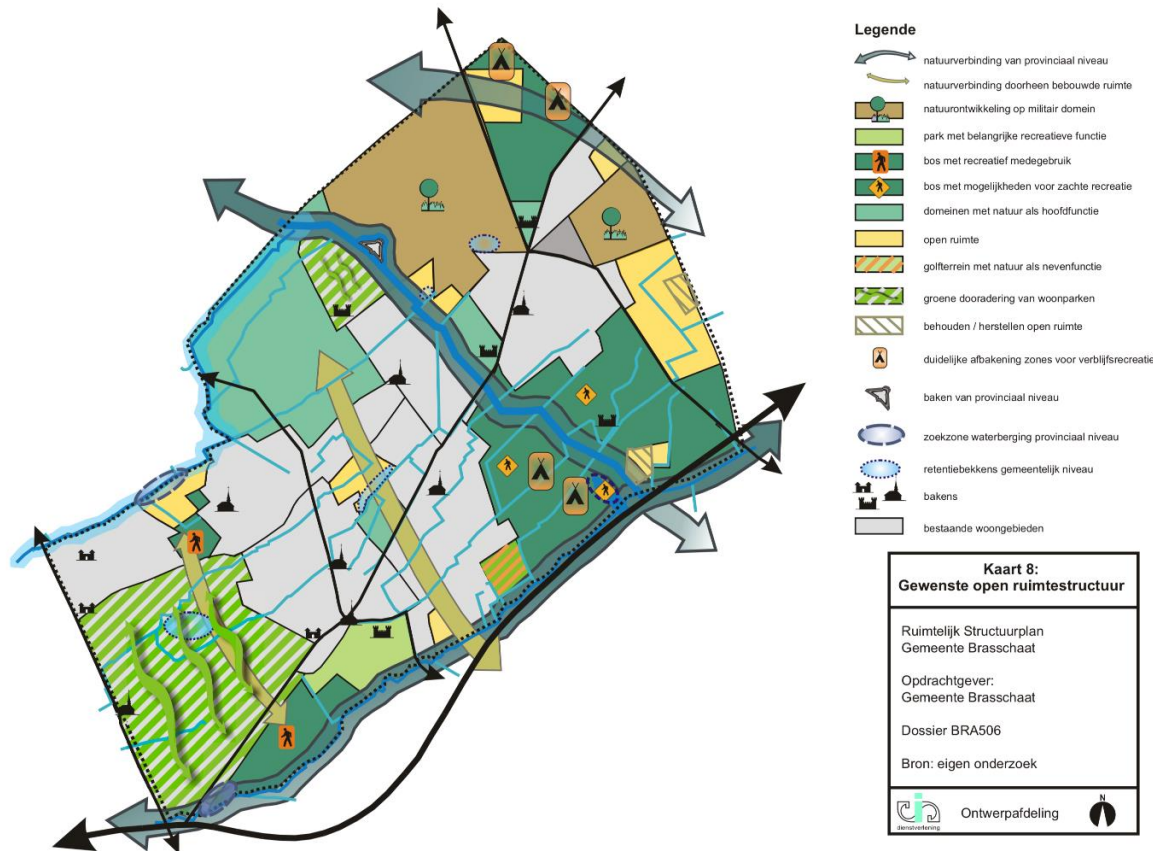 Legende
natuurverbinding van provinciaal niveau
natuurverbinding doorheen bebouwde ruimte
natuurontwikkeling op militair domein
park met belangrijke recreatieve functie
bos met recreatief medegebruik
bos met mogelijkheden voor zachte recreatie
domeinen met natuur als hoofdfunctie
open ruimte
golfterrein met natuur als nevenfunctie
groene dooradering van woonparken
behouden / herstellen open ruimte
duidelijke afbakening zones voor verblijfsrecreatie
baken van provinciale niveau
zoekzone waterberging provinciaal niveau
retentiebekkens gemeentelijk niveau
bakens
bestaande woongebieden
Kaart 8:
Gewenste open ruimtestructuur
Ruimtelijk Structuurplan
Gemeente Brasschaat
Opdrachtgever:
Gemeente Brasschaat
Dossier BRA506
Bron: eigen onderzoek
dienstverlening
Ontwerpafdeling
N